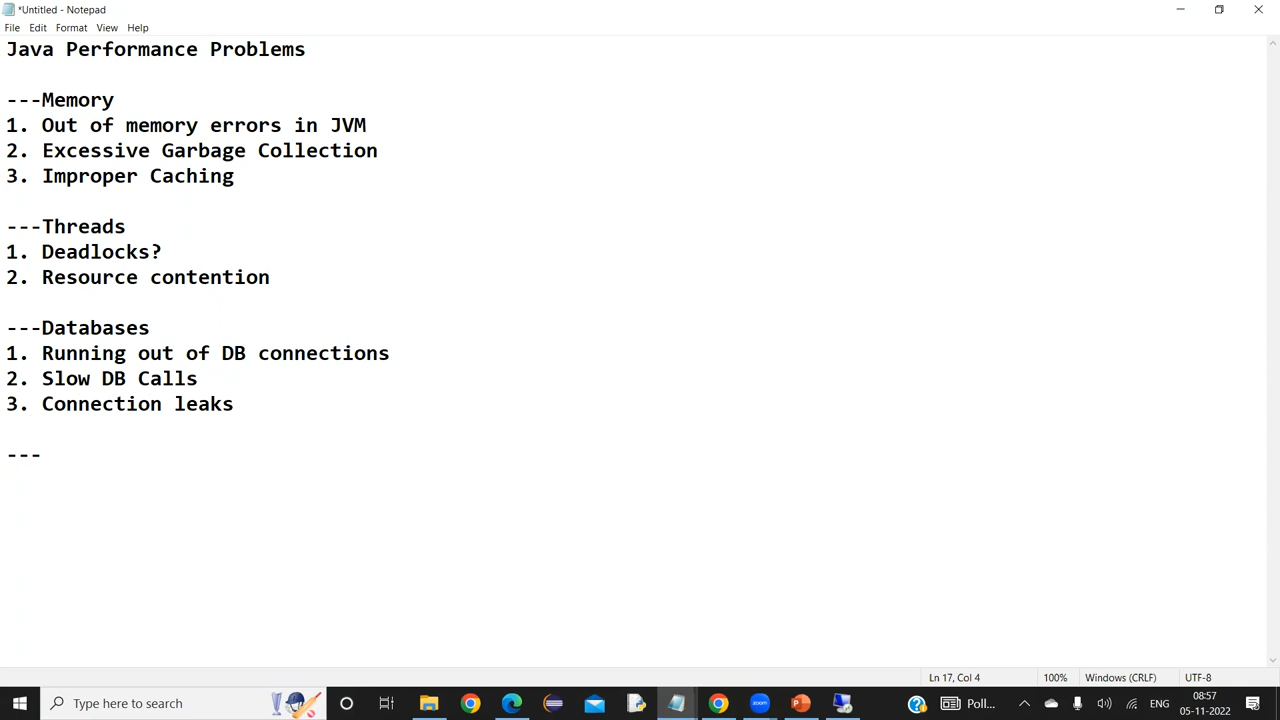 *Untitled - Notepad
File Edit Format View Help
Java Performance Problems
---Memory
1. Out of memory errors in JVM
2. Excessive Garbage Collection
3. Improper Caching
---Threads
1. Deadlocks?
2. Resource contention
---Databases
1. Running out of DB connections
2. Slow DB Calls
3. Connection leaks
---
Ln 17, Col 4 100% Windows (CRLF) UTF-8
Type here to search zoom Poll... ENG 08:57
05-11-2022